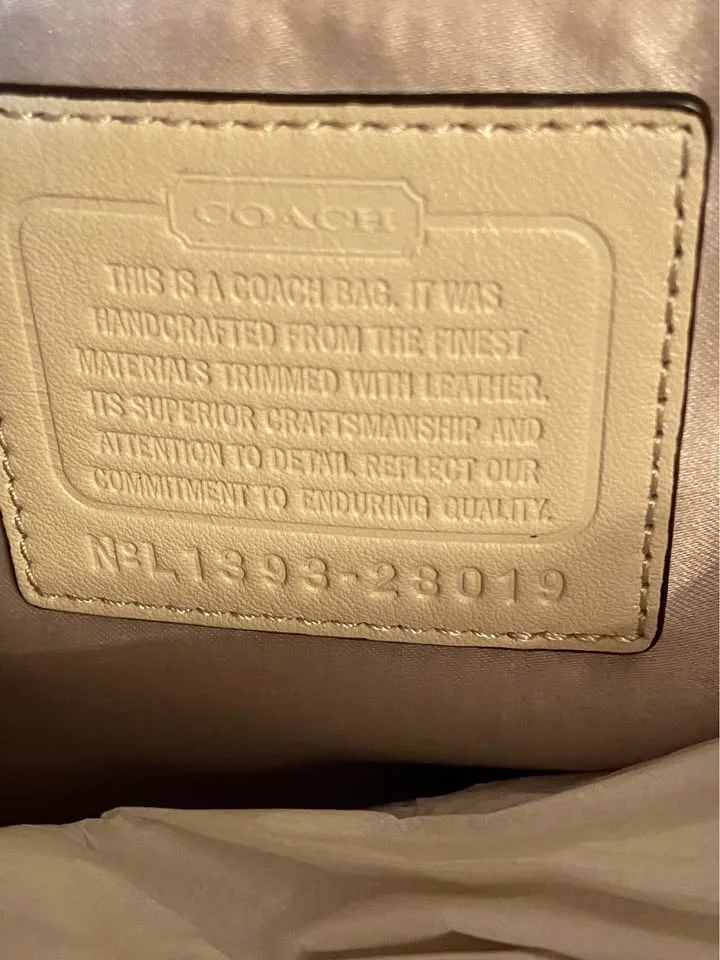 COACH
THIS IS A COACH BAG. IT WAS
HANDCRAFTED FROM THE FINEST
MATERIALS TRIMMED WITH LEATHER.
ITS SUPERIOR CRAFTSMANSHIP AND
ATTENTION TO DETAIL REFLECT OUR
COMMITMENT TO ENDURING QUALITY.
Nº L1393-23019